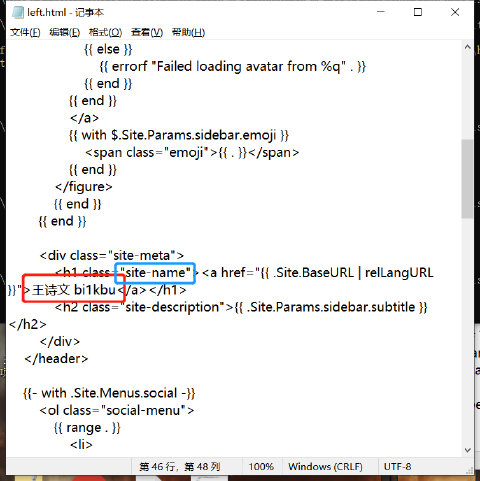 left.html - 记事本
文件(F) 编辑(E) 格式(O) 查看(V) 帮助(H)
{{ else }}
{{ errorf "Failed loading avatar from %q" . }}
{{ end }}
{{ end }}
</a>
{{ with $.Site.Params.sidebar.emoji }}
<span class="emoji">{{ . }}</span>
{{ end }}
</figure>
{{ end }}
{{ end }}
<div class="site-meta">
<h1 class="site-name"><a href="{{ .Site.BaseURL | relLangURL
}}">王诗文 bi1kbu</a></h1>
<h2 class="site-description">{{ .Site.Params.sidebar.subtitle }}
</h2>
</div>
</header>
{{- with .Site.Menus.social -}}
<ol class="social-menu">
{{ range . }}
<li>
第 46 行，第 48 列 100% Windows (CRLF) UTF-8